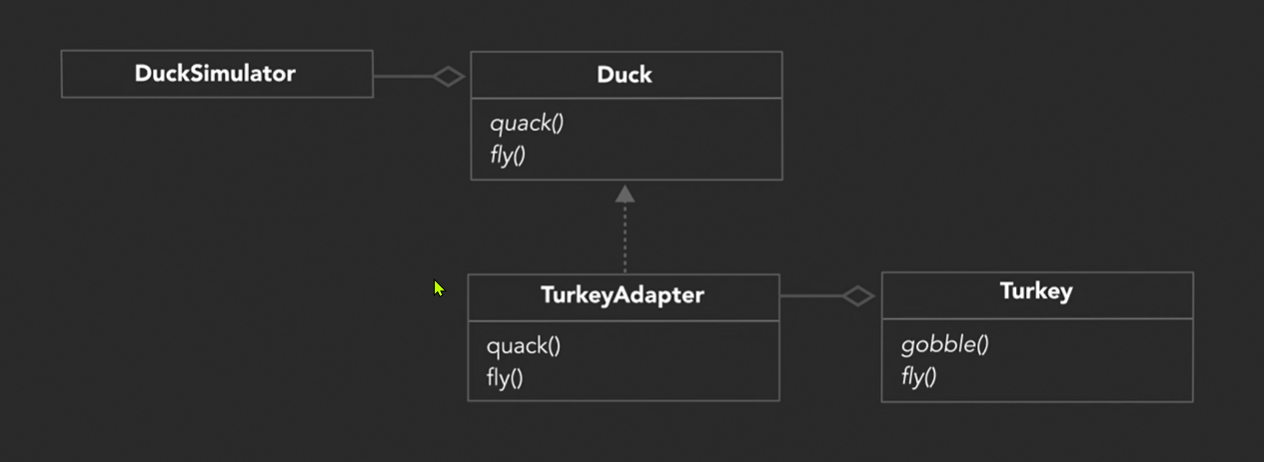 DuckSimulator
Duck
quack()
fly()
TurkeyAdapter
quack()
fly()
Turkey
gobble()
fly()